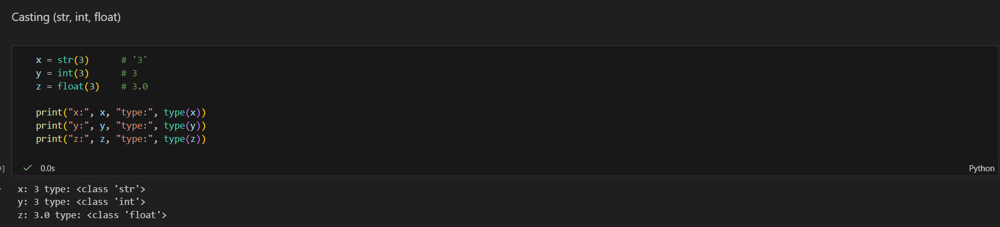 Casting (str, int, float)
x = str(3)      # '3'
y = int(3)      # 3
z = float(3)    # 3.0
print("x:", x, "type:", type(x))
print("y:", y, "type:", type(y))
print("z:", z, "type:", type(z))
]
0.0s
Python
x: 3 type: <class 'str'>
y: 3 type: <class 'int'>
z: 3.0 type: <class 'float'>